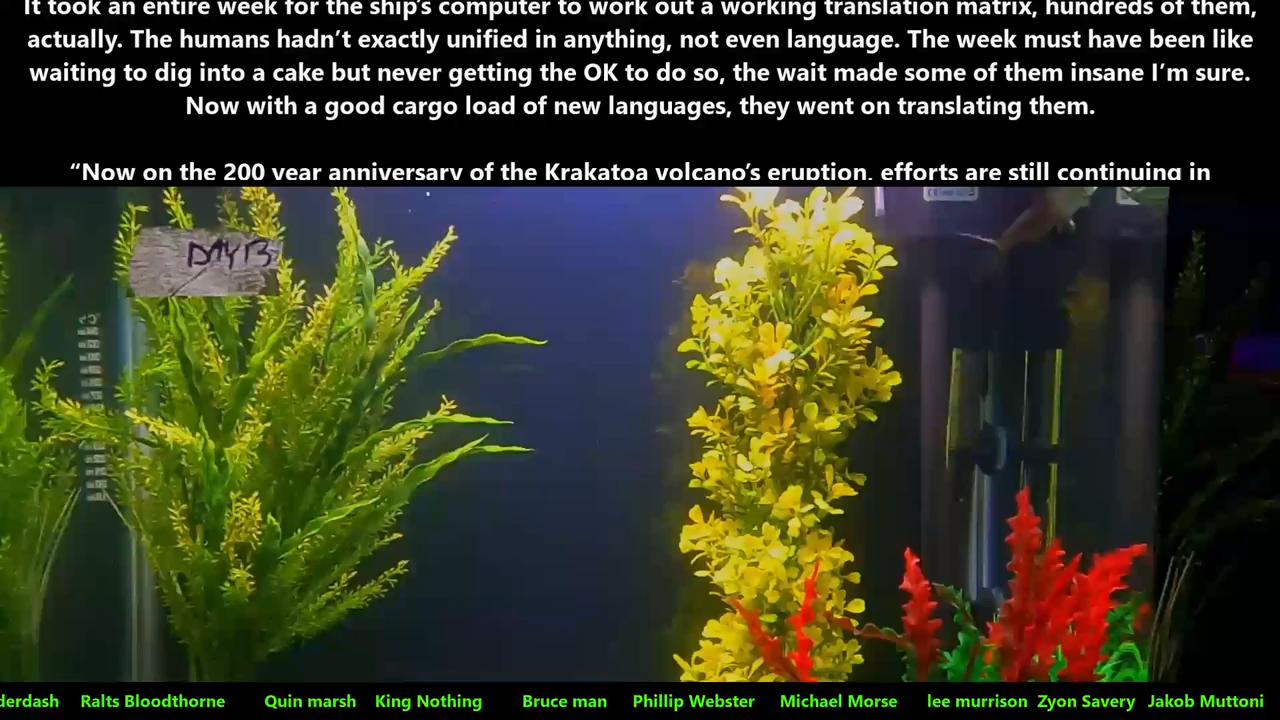 It took an entire week for the ship’s computer to work out a working translation matrix, hundreds of them,
actually. The humans hadn’t exactly unified in anything, not even language. The week must have been like
waiting to dig into a cake but never getting the OK to do so, the wait made some of them insane I’m sure.
Now with a good cargo load of new languages, they went on translating them.
“Now on the 200 year anniversary of the Krakatoa volcano’s eruption, efforts are still continuing in
DAY 13
derdash Ralts Bloodthorne Quin marsh King Nothing Bruce man Phillip Webster Michael Morse lee murrison Zyon Savery Jakob Muttoni